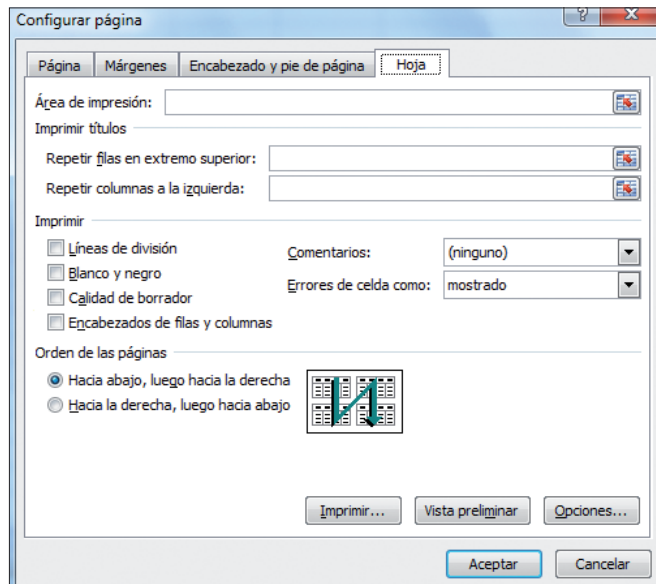 Configurar página
Página Márgenes Encabezado y pie de página Hoja
Área de impresión:
Imprimir títulos
Repetir filas en extremo superior:
Repetir columnas a la izquierda:
Imprimir
Líneas de división
Comentarios: (ninguno)
Blanco y negro
Errores de celda como: mostrado
Calidad de borrador
Encabezados de filas y columnas
Orden de las páginas
Hacia abajo, luego hacia la derecha
Hacia la derecha, luego hacia abajo
Imprimir... Vista preliminar Opciones...
Aceptar Cancelar